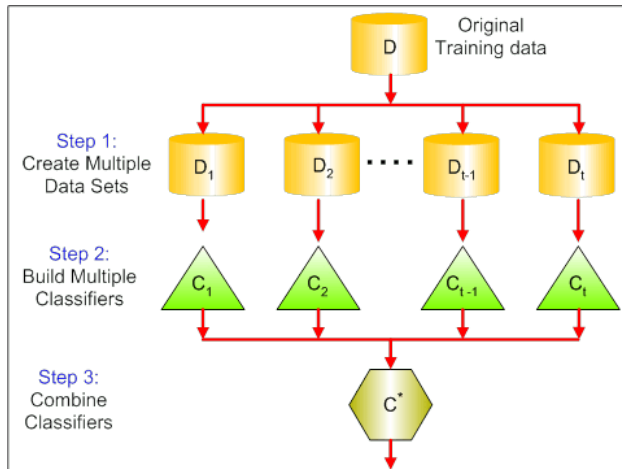 D
Original
Training data
Step 1:
Create Multiple
Data Sets
D1 D2 .... Dt-1 Dt
Step 2:
Build Multiple
Classifiers
C1 C2 Ct-1 Ct
Step 3:
Combine
Classifiers
C*